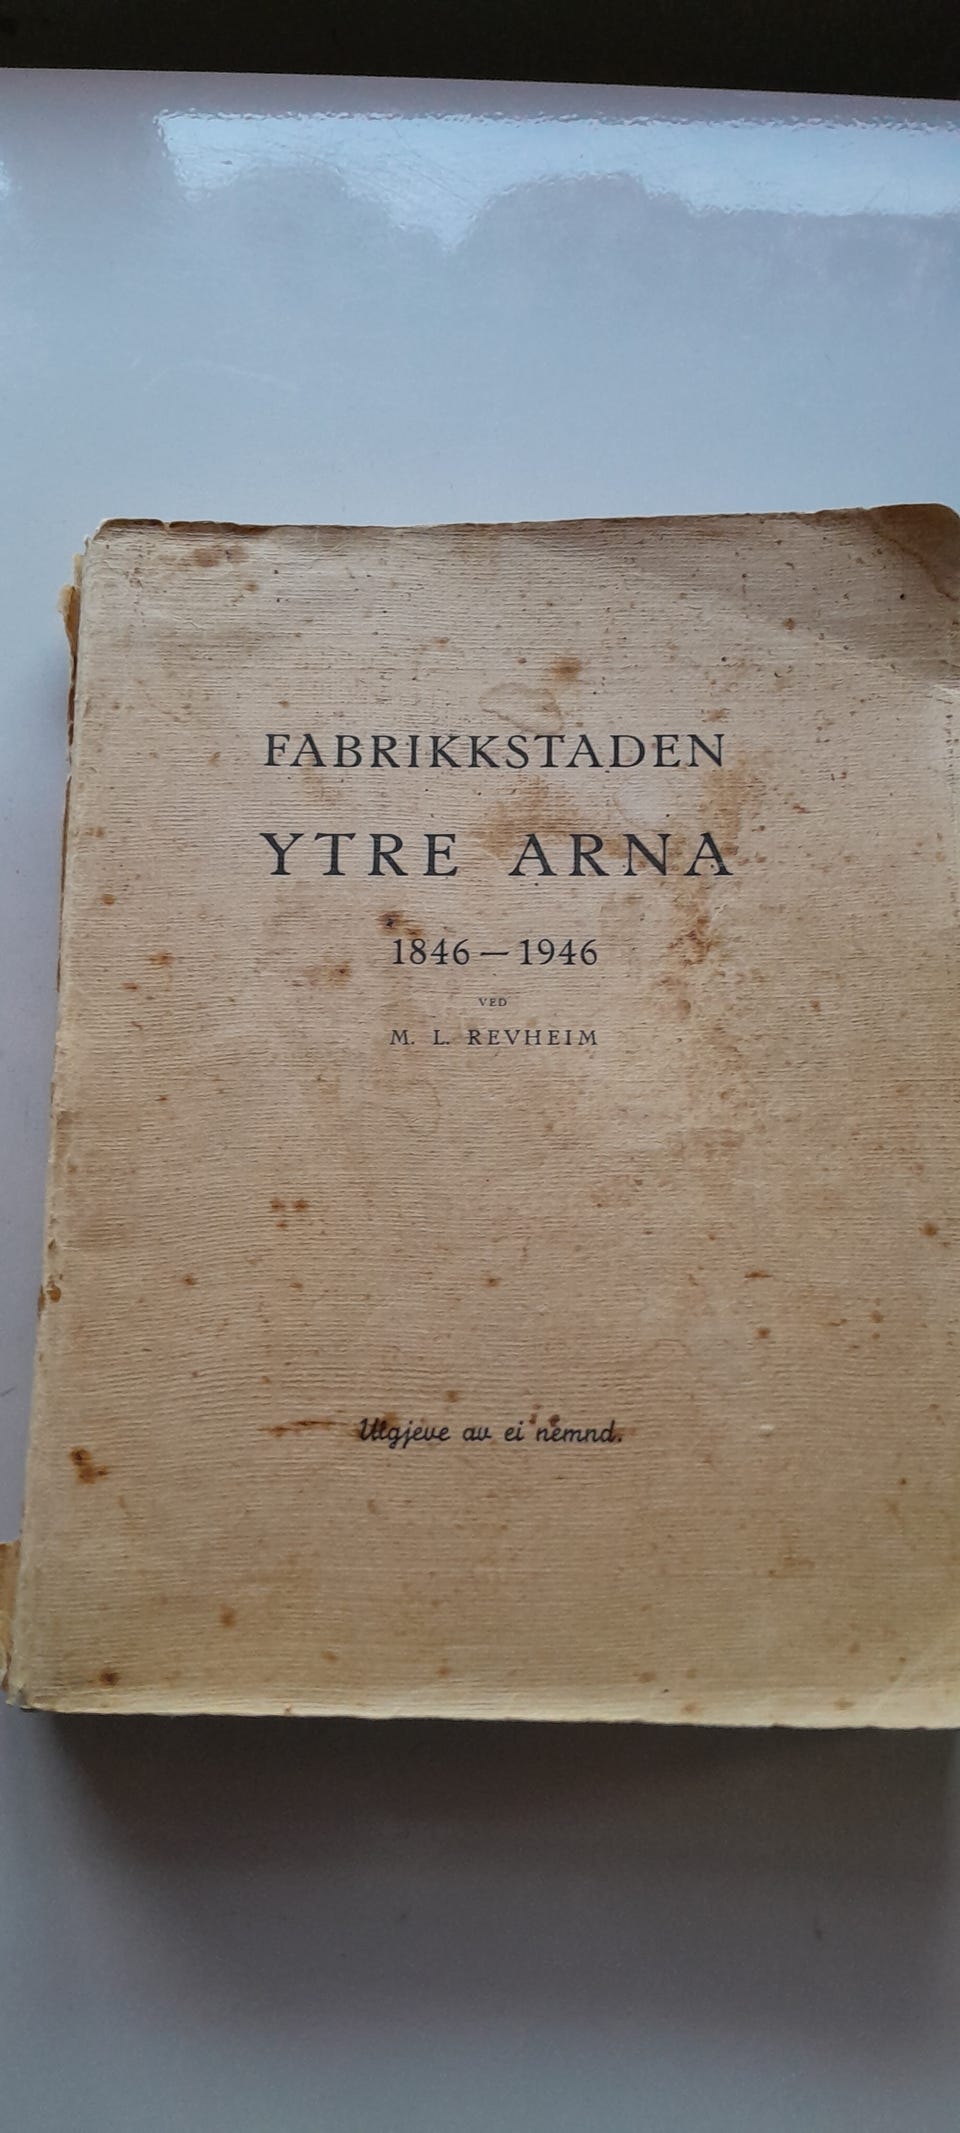 FABRIKKSTADEN
YTRE ARNA
1846 – 1946
VED
M. L. REVHEIM
Utgjeve av ei nemnd.